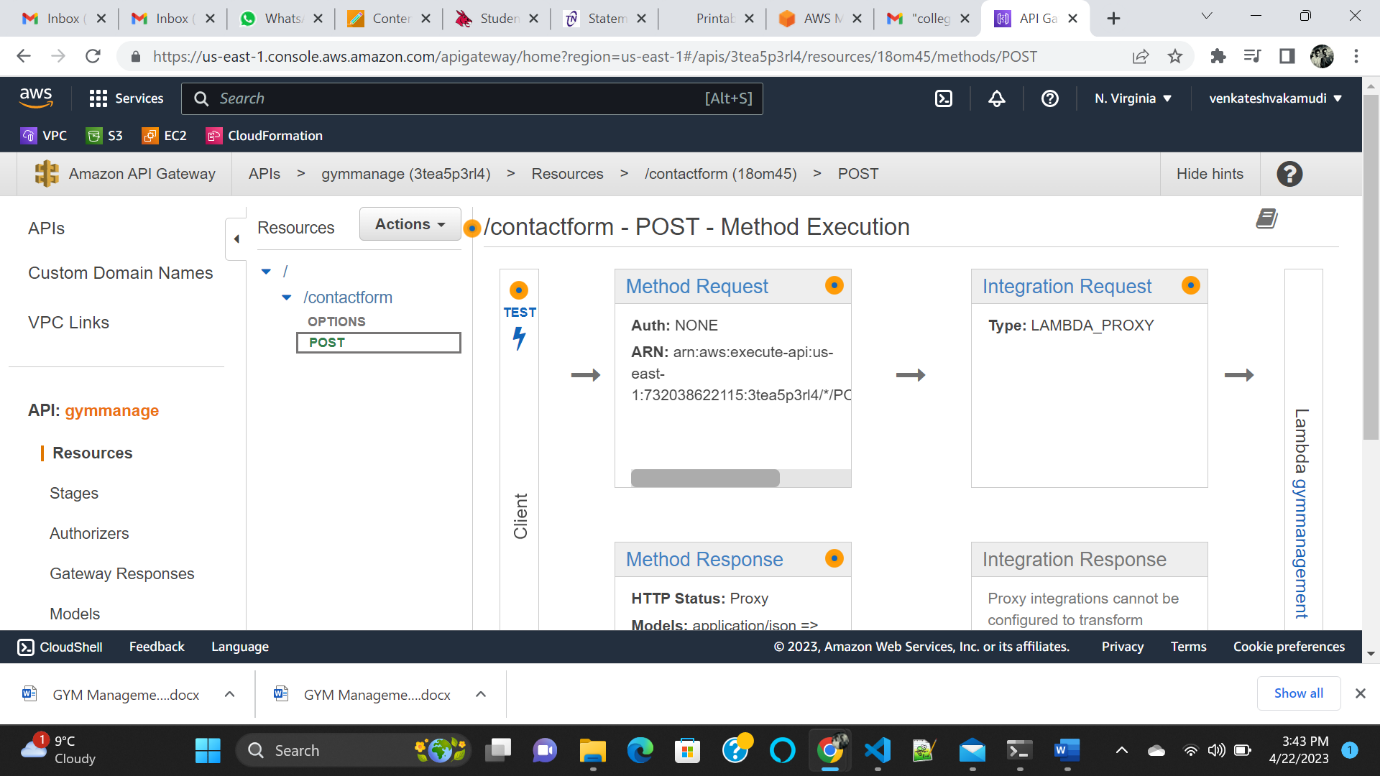 Inbox (
Inbox (
Whats
Conter
Studen
Statem
Printab
AWS M
"colleg
API Ga
https://us-east-1.console.aws.amazon.com/apigateway/home?region=us-east-1#/apis/3tea5p3rl4/resources/18om45/methods/POST
aws
Services
Search
[Alt+S]
N. Virginia
venkateshvakamudi
VPC
S3
EC2
CloudFormation
Amazon API Gateway
APIs > gymmanage (3tea5p3rl4) > Resources > /contactform (18om45) > POST
Hide hints
?
APIs
Custom Domain Names
VPC Links
API: gymmanage
Resources
Stages
Authorizers
Gateway Responses
Models
Resources
Actions
/
/contactform
OPTIONS
POST
/contactform - POST - Method Execution
TEST
Client
Method Request
Auth: NONE
ARN: arn:aws:execute-api:us-
east-
1:732038622115:3tea5p3rl4/*/PO
Integration Request
Type: LAMBDA_PROXY
Lambda gymmanagement
Method Response
HTTP Status: Proxy
Models: application/json =>
Integration Response
Proxy integrations cannot be
configured to transform
CloudShell
Feedback
Language
© 2023, Amazon Web Services, Inc. or its affiliates.
Privacy
Terms
Cookie preferences
GYM Manageme....docx
GYM Manageme....docx
Show all
1
9°C
Cloudy
Search
3:43 PM
4/22/2023
1